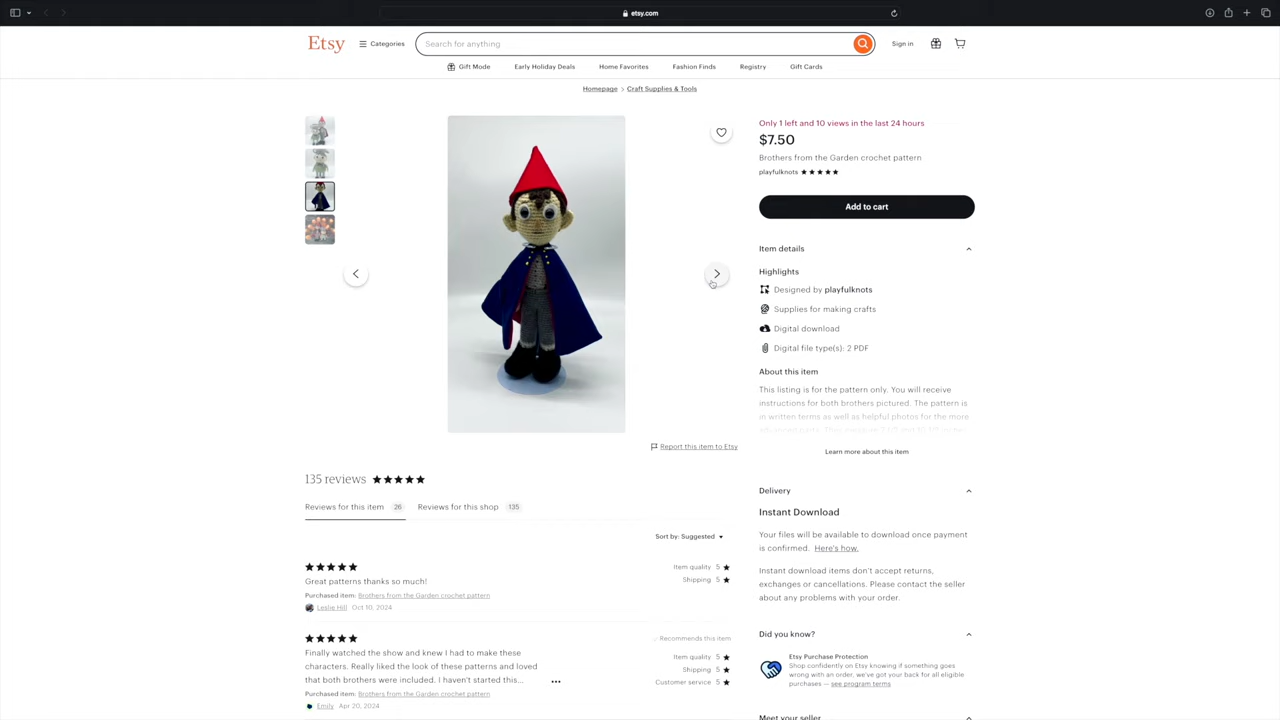 etsy.com
Etsy
Categories
Search for anything
Sign in
Gift Mode
Early Holiday Deals
Home Favorites
Fashion Finds
Registry
Gift Cards
Homepage > Craft Supplies & Tools
Only 1 left and 10 views in the last 24 hours
$7.50
Brothers from the Garden crochet pattern
playfulknots ★★★★★
Add to cart
Item details
Highlights
Designed by playfulknots
Supplies for making crafts
Digital download
Digital file type(s): 2 PDF
About this item
This listing is for the pattern only. You will receive
instructions for both brothers pictured. The pattern is
in written terms as well as helpful photos for the more
Learn more about this item
Report this item to Etsy
135 reviews ★★★★★
Reviews for this item 26
Reviews for this shop 135
Sort by: Suggested
Item quality 5 ★
Great patterns thanks so much!
Shipping 5 ★
Purchased item: Brothers from the Garden crochet pattern
Leslie Hill Oct 10, 2024
Recommends this item
Finally watched the show and knew I had to make these
characters. Really liked the look of these patterns and loved
that both brothers were included. I haven't started this...
Item quality 5 ★
Shipping 5 ★
Customer service 5 ★
Purchased item: Brothers from the Garden crochet pattern
Emily Apr 20, 2024
Delivery
Instant Download
Your files will be available to download once payment
is confirmed. Here's how.
Instant download items don't accept returns,
exchanges or cancellations. Please contact the seller
about any problems with your order.
Did you know?
Etsy Purchase Protection
Shop confidently on Etsy knowing if something goes
wrong with an order, we've got your back for all eligible
purchases — see program terms
Meet your seller